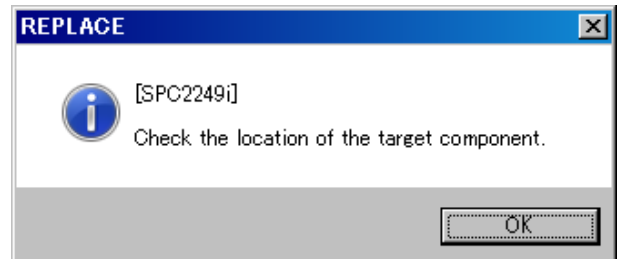 REPLACE
[SPC2249i]
Check the location of the target component.
OK